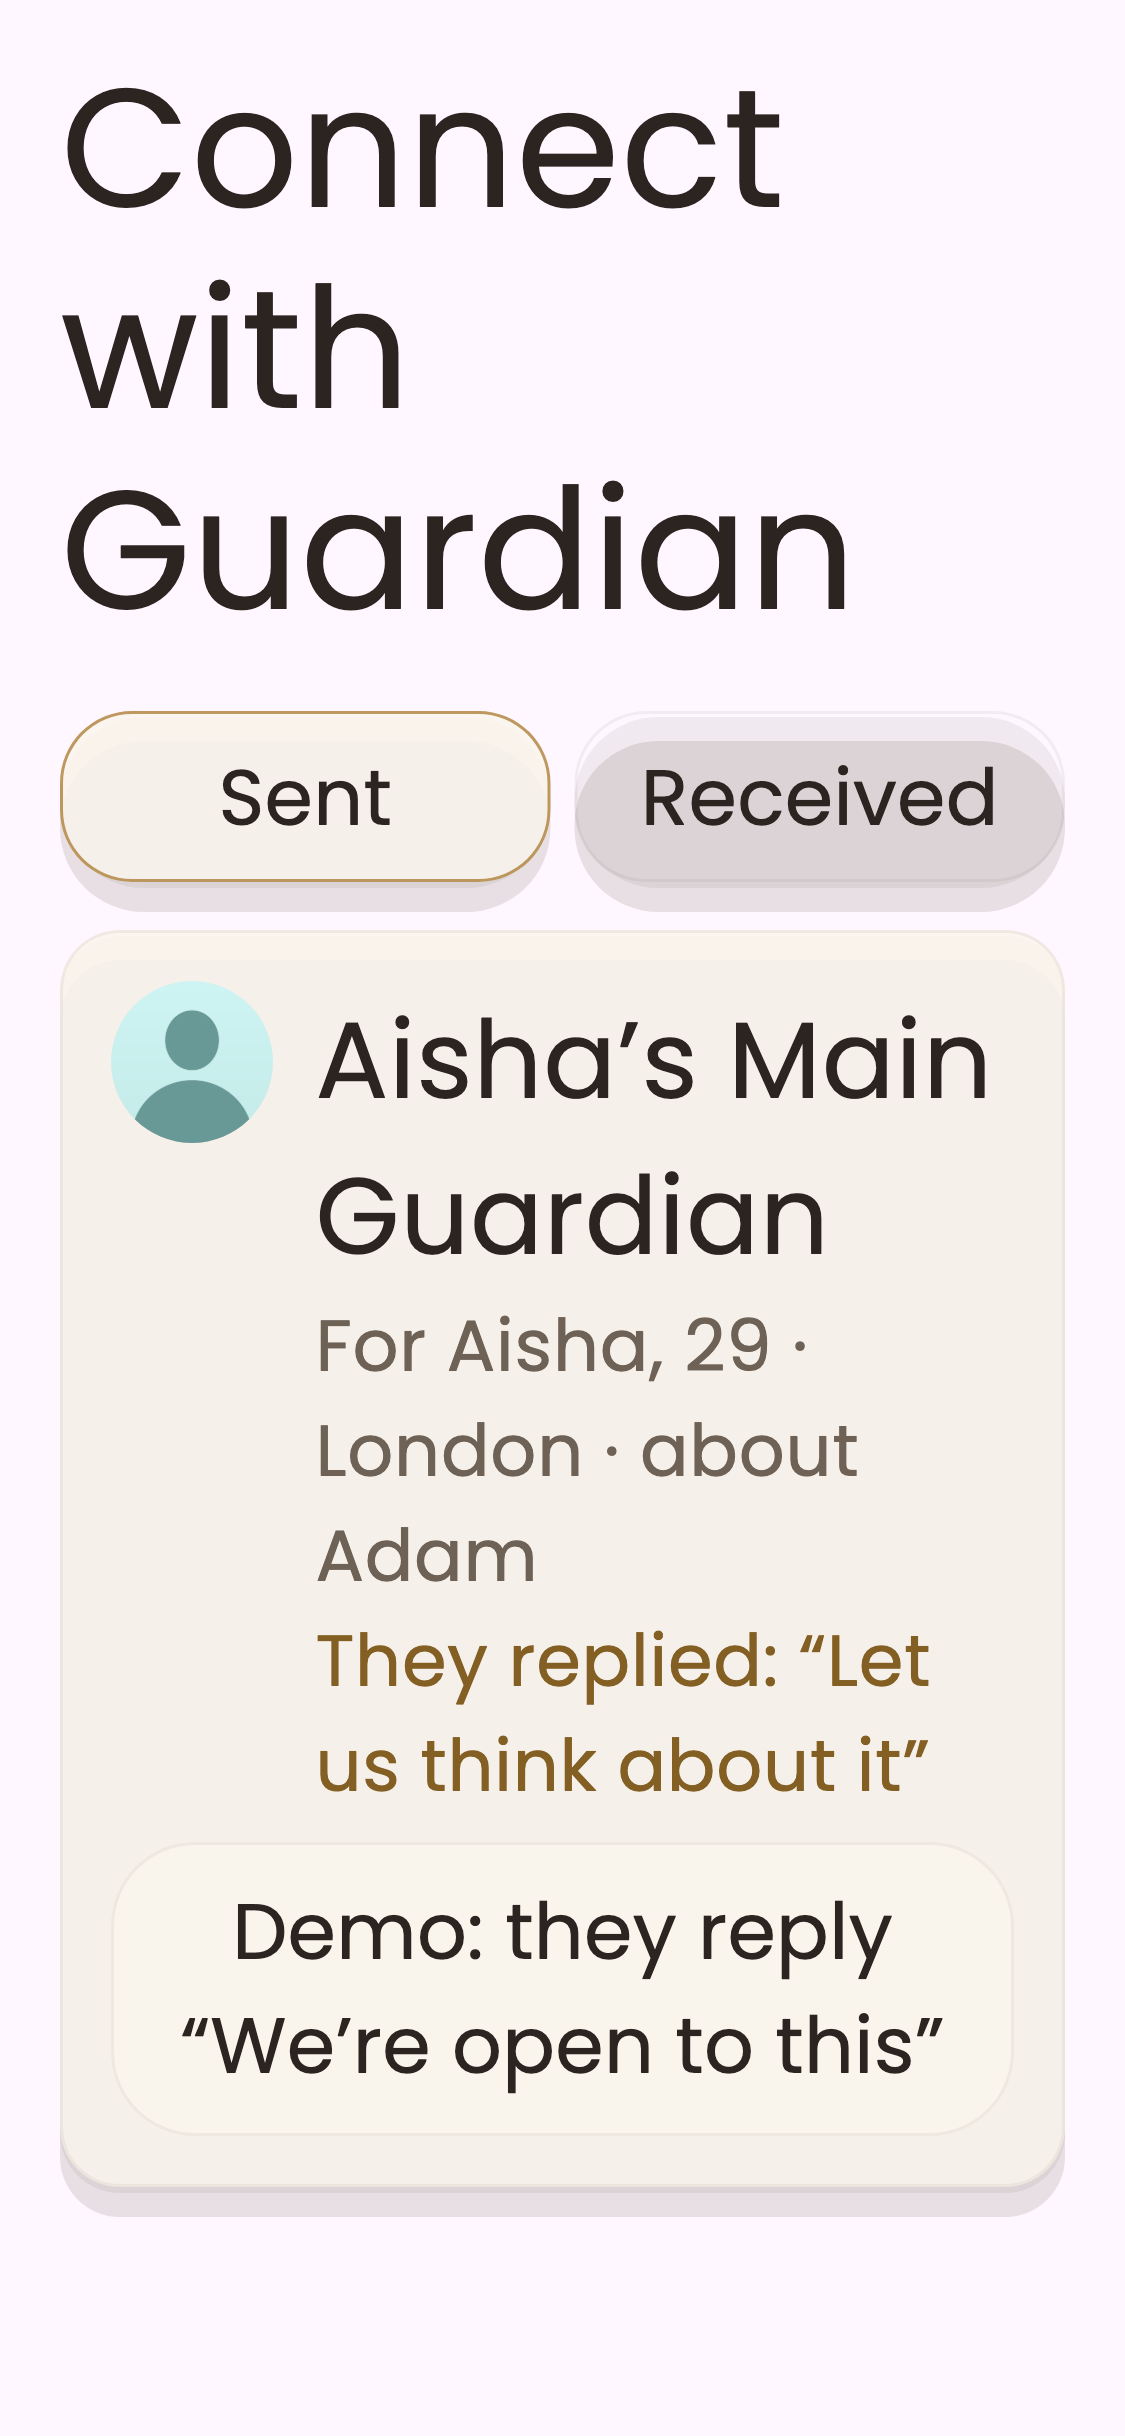 Connect
with
Guardian
Sent
Received
Aisha’s Main
Guardian
For Aisha, 29 ·
London · about
Adam
They replied: “Let
us think about it”
Demo: they reply
“We’re open to this”